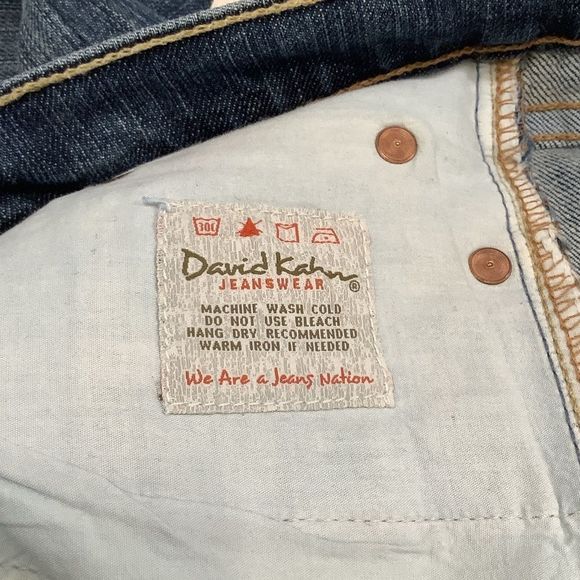 30C
David Kahn®
JEANSWEAR
MACHINE WASH COLD
DO NOT USE BLEACH
HANG DRY RECOMMENDED
WARM IRON IF NEEDED
We Are a Jeans Nation